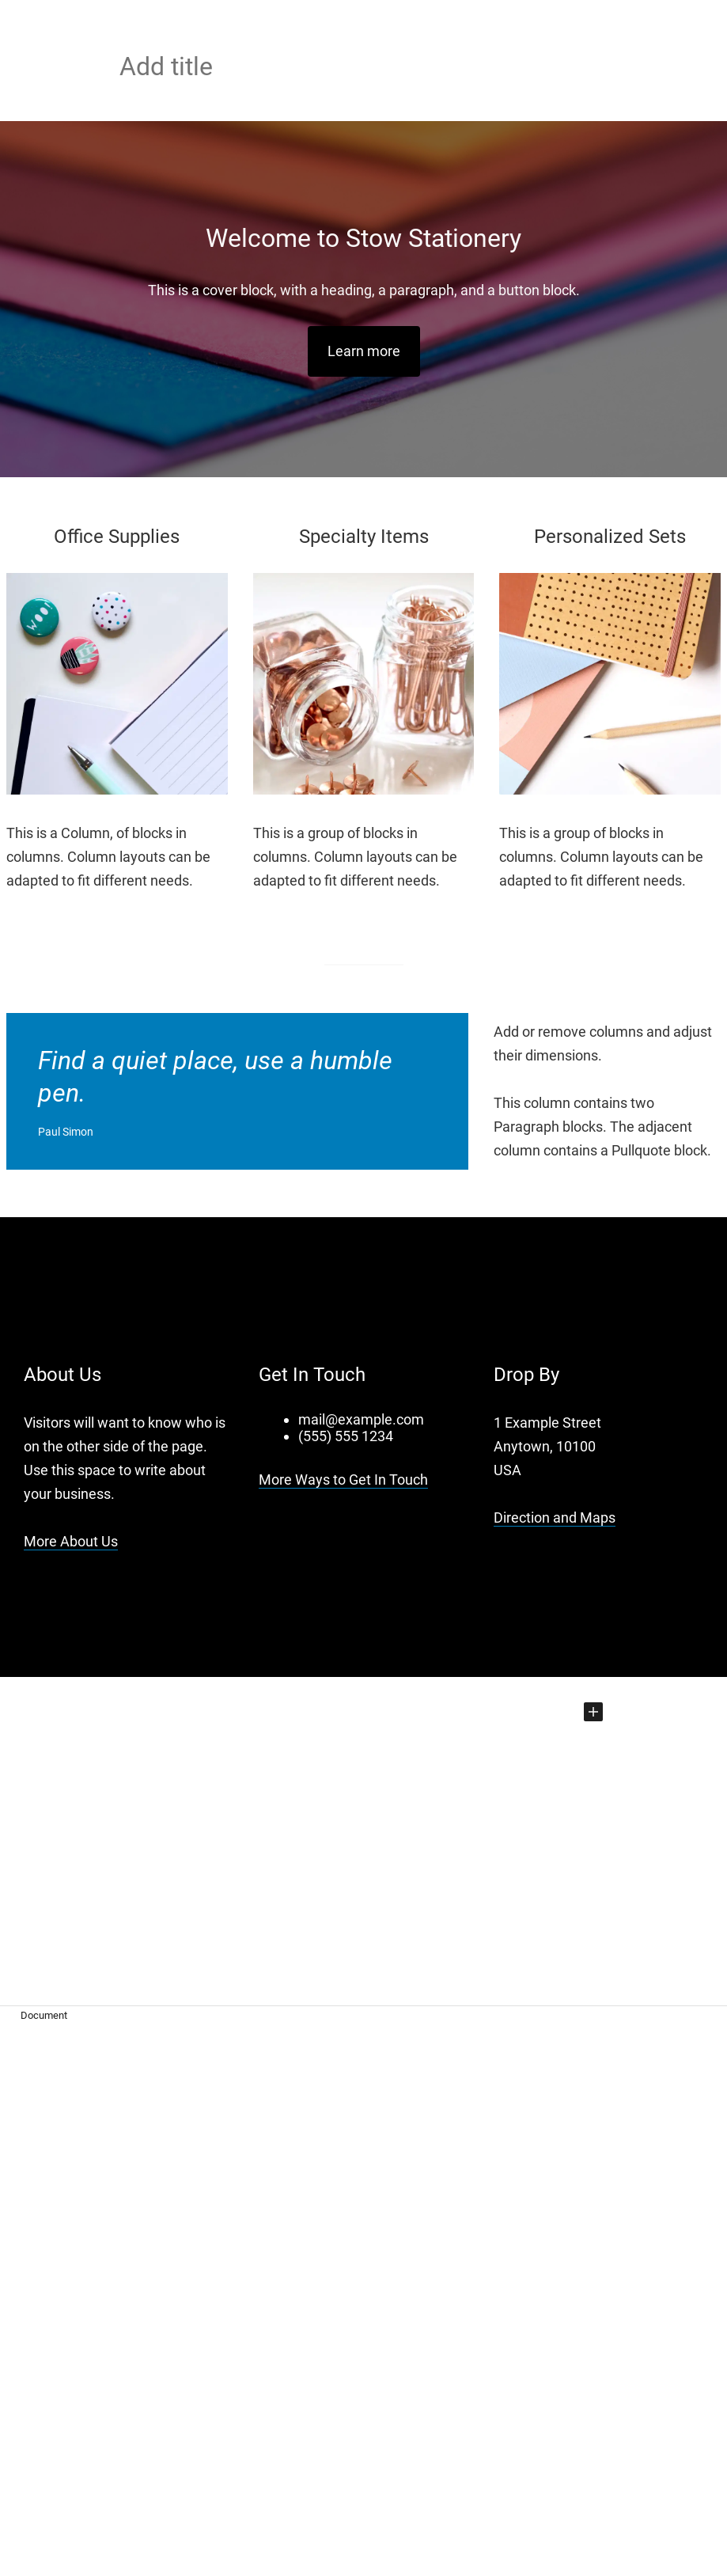 Add title
Welcome to Stow Stationery
This is a cover block, with a heading, a paragraph, and a button block.
Learn more
Office Supplies
WOO!
This is a Column, of blocks in
columns. Column layouts can be
adapted to fit different needs.
Specialty Items
This is a group of blocks in
columns. Column layouts can be
adapted to fit different needs.
Personalized Sets
This is a group of blocks in
columns. Column layouts can be
adapted to fit different needs.
Find a quiet place, use a humble
pen.
Paul Simon
Add or remove columns and adjust
their dimensions.
This column contains two
Paragraph blocks. The adjacent
column contains a Pullquote block.
About Us
Visitors will want to know who is
on the other side of the page.
Use this space to write about
your business.
More About Us
Get In Touch
• mail@example.com
• (555) 555 1234
More Ways to Get In Touch
Drop By
1 Example Street
Anytown, 10100
USA
Direction and Maps
Document